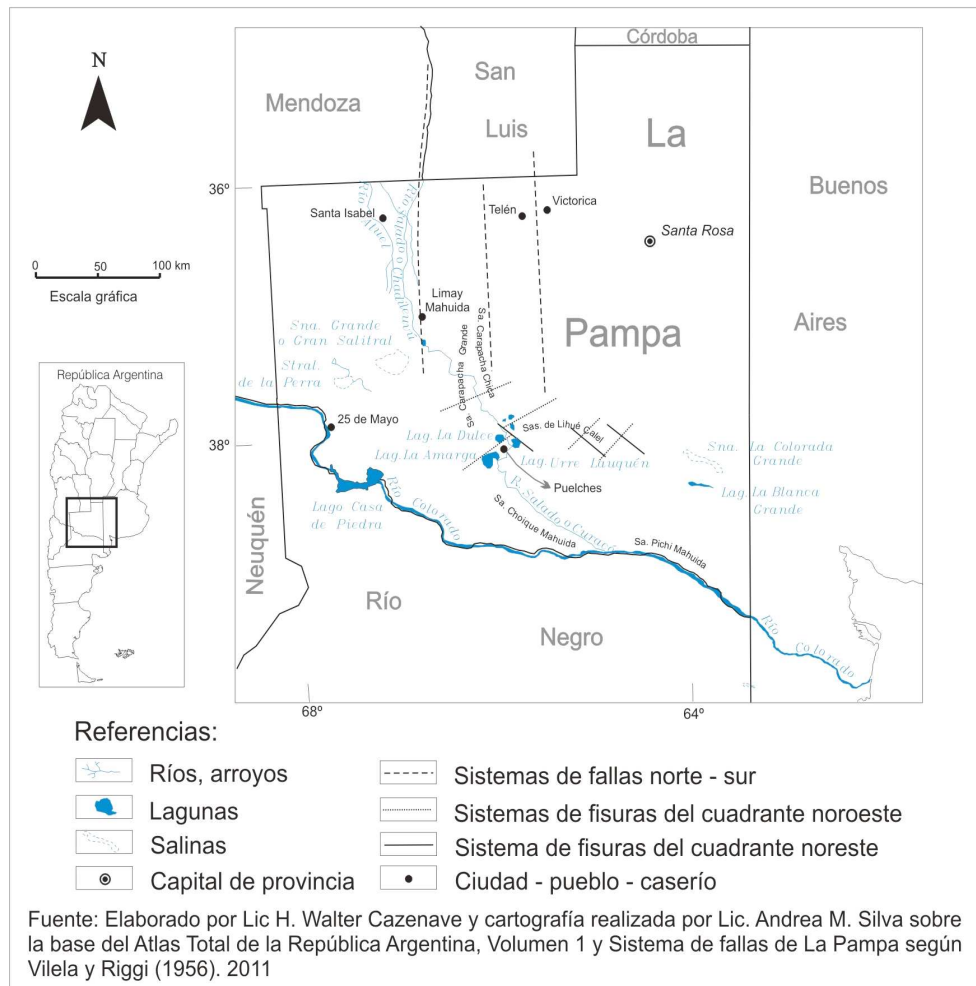 N
Córdoba
San
Luis
Mendoza
La
Pampa
Buenos
Aires
36º
Santa Isabel
Río Atuel
Río Salado o Chadileuvú
Telén
Victorica
Santa Rosa
0 50 100 km
Escala gráfica
Limay
Mahuida
Sna. Grande
o Gran Salitral
Stral.
de la Perra
Sa. Carapacha Grande
Sa. Carapacha Chica
República Argentina
25 de Mayo
38º
Lag. La Dulce
Lag. La Amarga
Sas. de Lihué Calel
Lag. Urre Lauquén
Sna. La Colorada
Grande
Lag. La Blanca
Grande
Puelches
Lago Casa
de Piedra
Río Colorado
R. Salado o Curacó
Sa. Choique Mahuida
Sa. Pichi Mahuida
Neuquén
Río
Negro
Río Colorado
68º
64º
Referencias:
Ríos, arroyos
Lagunas
Salinas
Capital de provincia
Sistemas de fallas norte - sur
Sistemas de fisuras del cuadrante noroeste
Sistema de fisuras del cuadrante noreste
Ciudad - pueblo - caserío
Fuente: Elaborado por Lic H. Walter Cazenave y cartografía realizada por Lic. Andrea M. Silva sobre
la base del Atlas Total de la República Argentina, Volumen 1 y Sistema de fallas de La Pampa según
Vilela y Riggi (1956). 2011